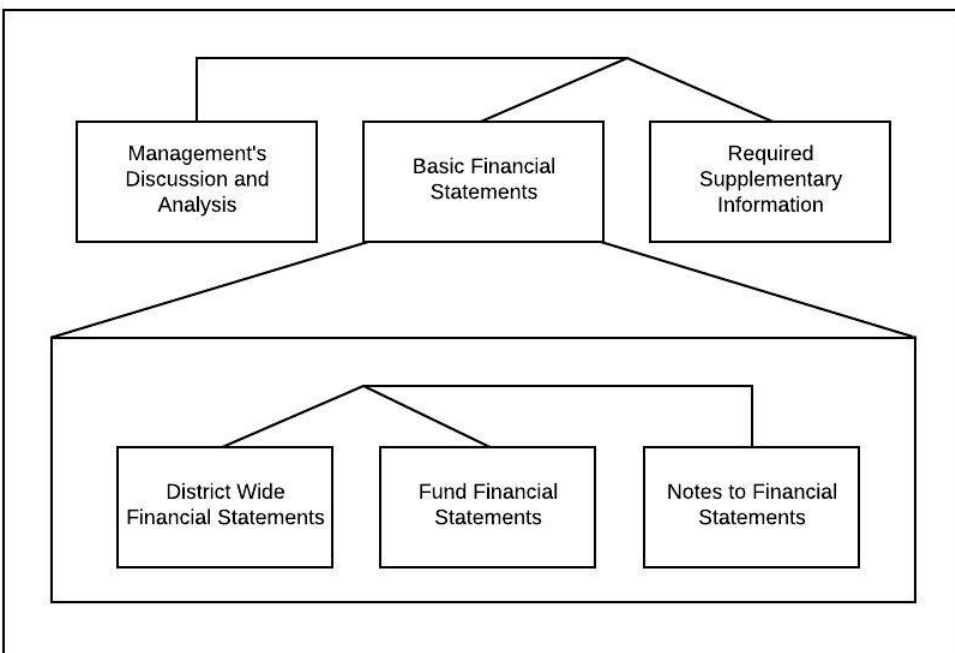 Management's
Discussion and
Analysis
Basic Financial
Statements
Required
Supplementary
Information
District Wide
Financial Statements
Fund Financial
Statements
Notes to Financial
Statements